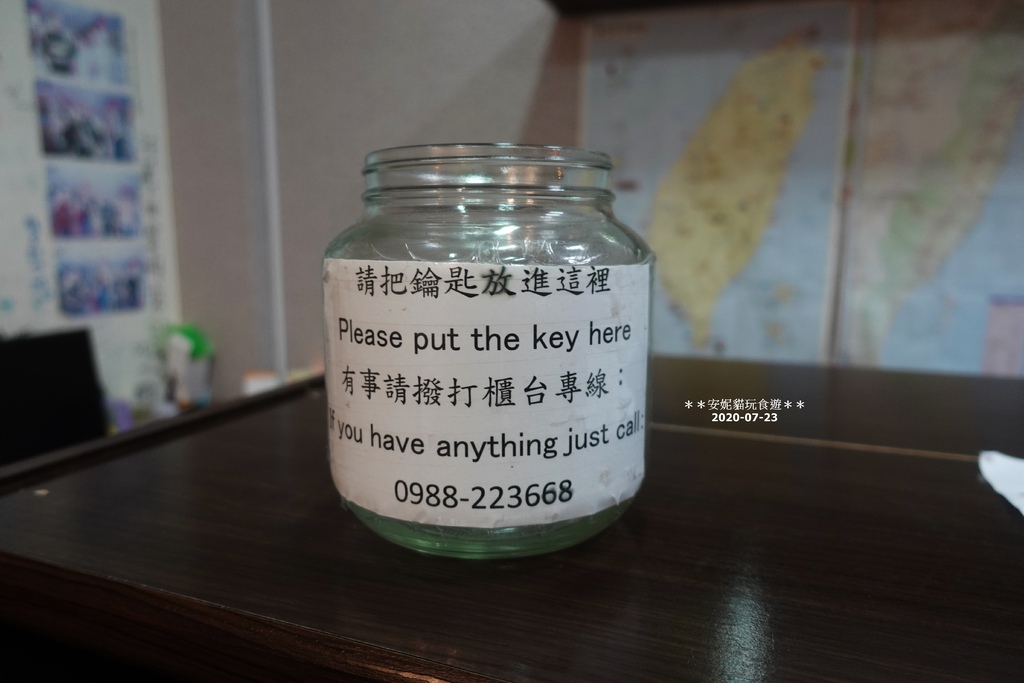 請把鑰匙放進這裡
Please put the key here
有事請撥打櫃台專線：
If you have anything just call:
0988-223668
＊＊安妮貓玩食遊＊＊
2020-07-23